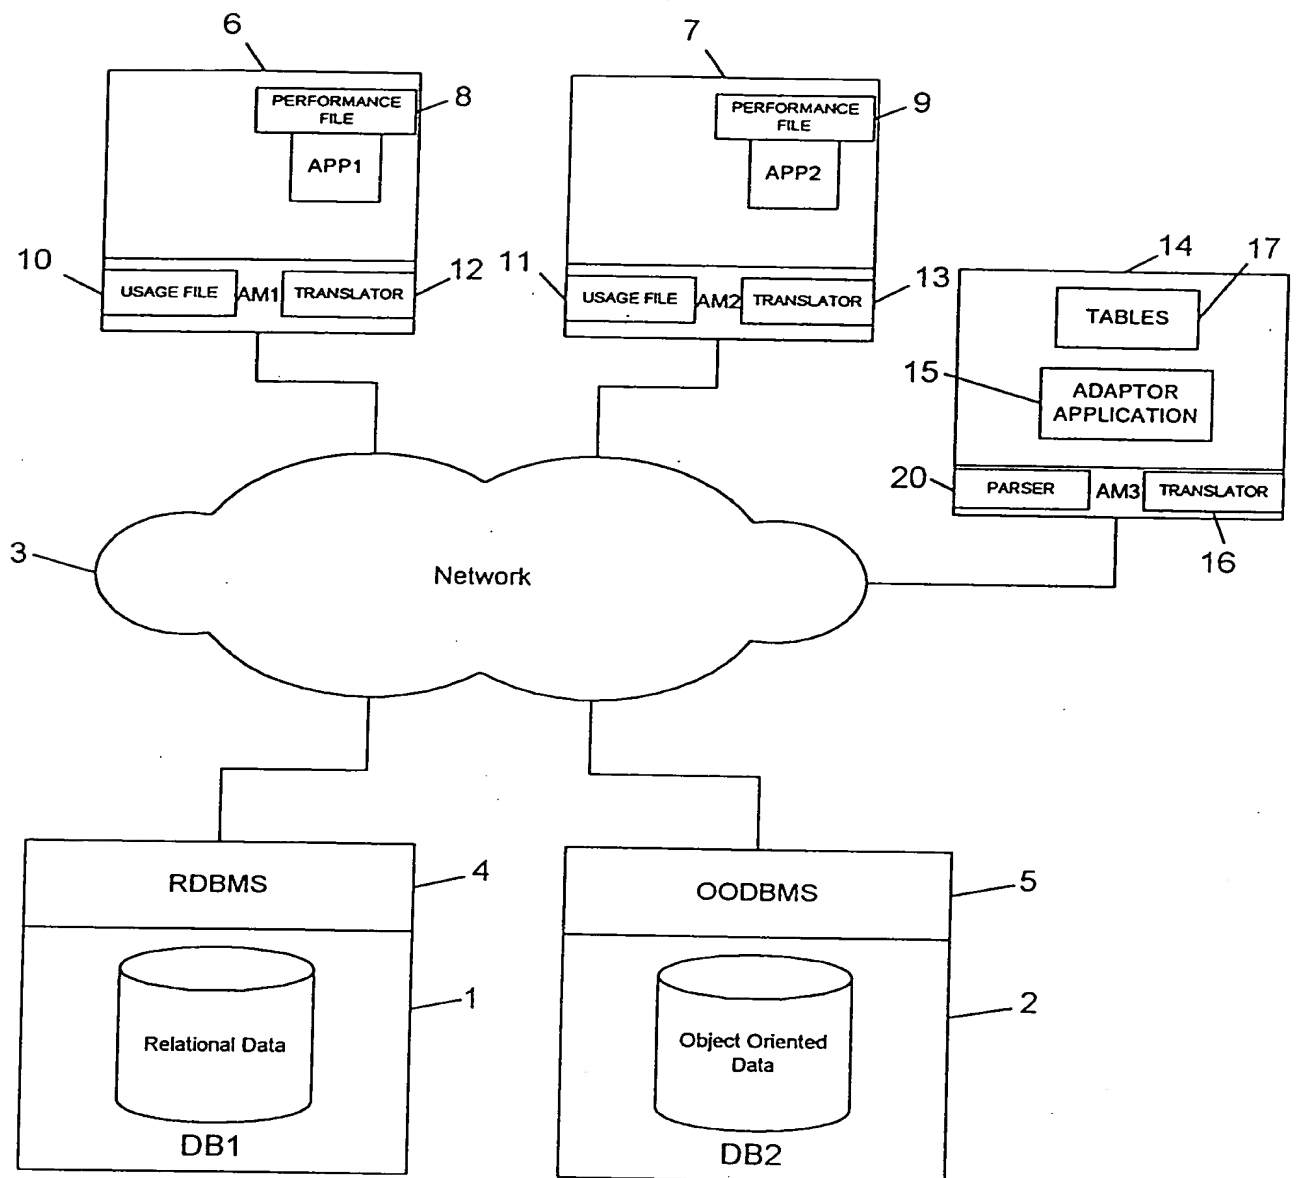 6
7
PERFORMANCE
FILE
8
APP1
PERFORMANCE
FILE
9
APP2
10
USAGE FILE
AM1
TRANSLATOR
12
11
USAGE FILE
AM2
TRANSLATOR
13
14
17
TABLES
15
ADAPTOR
APPLICATION
20
PARSER
AM3
TRANSLATOR
16
3
Network
RDBMS
4
Relational Data
1
DB1
OODBMS
5
Object Oriented
Data
2
DB2